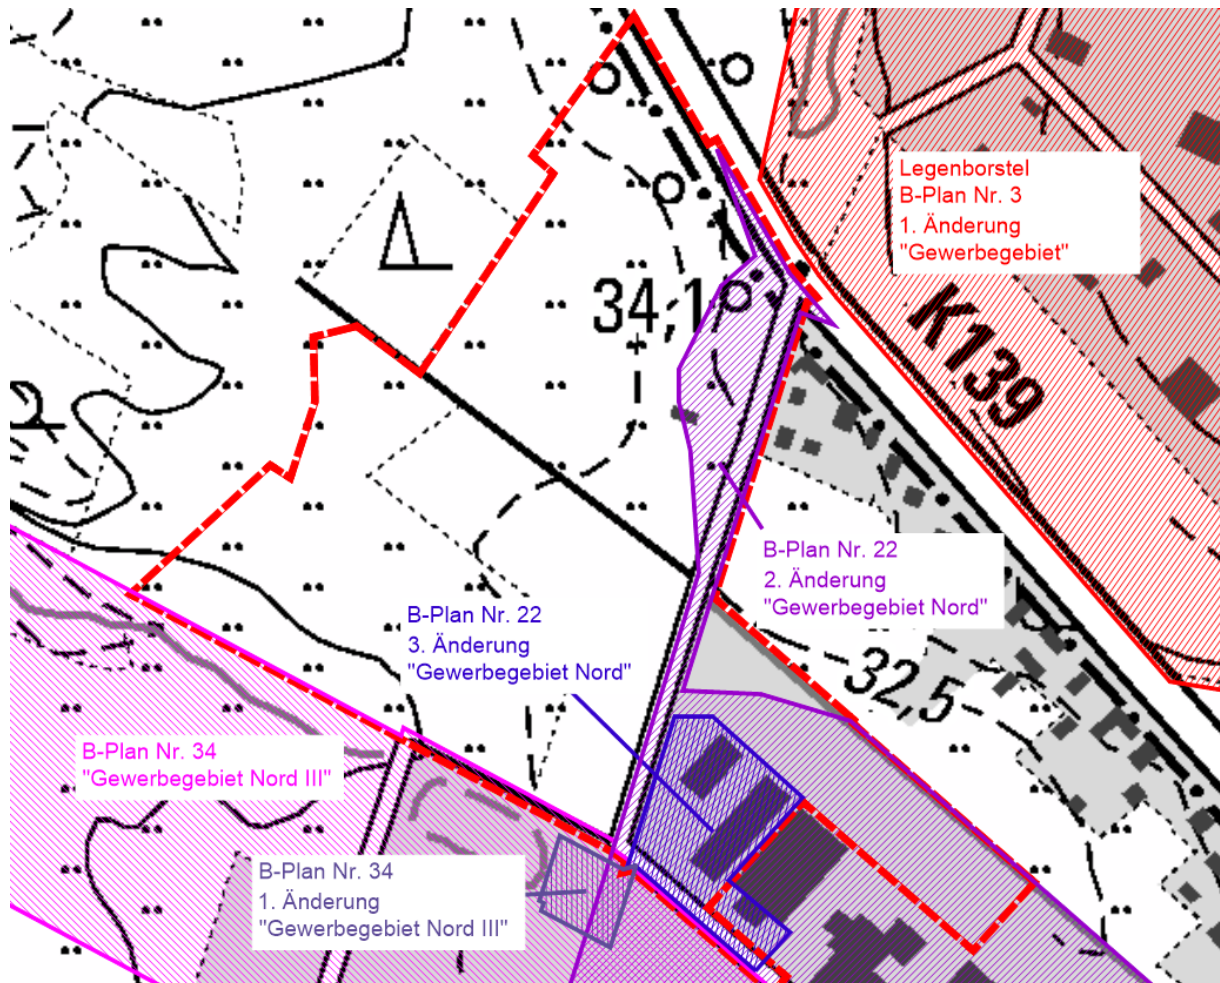 Legenborstel
B-Plan Nr. 3
1. Änderung
"Gewerbegebiet"
34,1
K139
B-Plan Nr. 22
2. Änderung
"Gewerbegebiet Nord"
B-Plan Nr. 22
3. Änderung
"Gewerbegebiet Nord"
32,5
B-Plan Nr. 34
"Gewerbegebiet Nord III"
B-Plan Nr. 34
1. Änderung
"Gewerbegebiet Nord III"